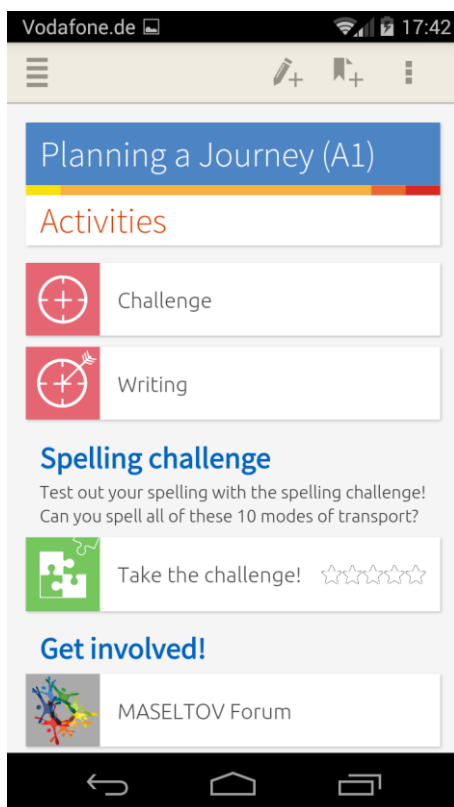 Vodafone.de 17:42
Planning a Journey (A1)
Activities
Challenge
Writing
Spelling challenge
Test out your spelling with the spelling challenge!
Can you spell all of these 10 modes of transport?
Take the challenge!
Get involved!
MASELTOV Forum